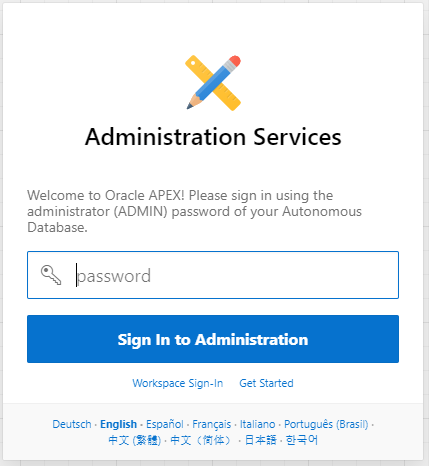 Administration Services
Welcome to Oracle APEX! Please sign in using the
administrator (ADMIN) password of your Autonomous
Database.
password
Sign In to Administration
Workspace Sign-In Get Started
Deutsch · English · Español · Français · Italiano · Português (Brasil) ·
中文 (繁體) · 中文（简体） · 日本語 · 한국어